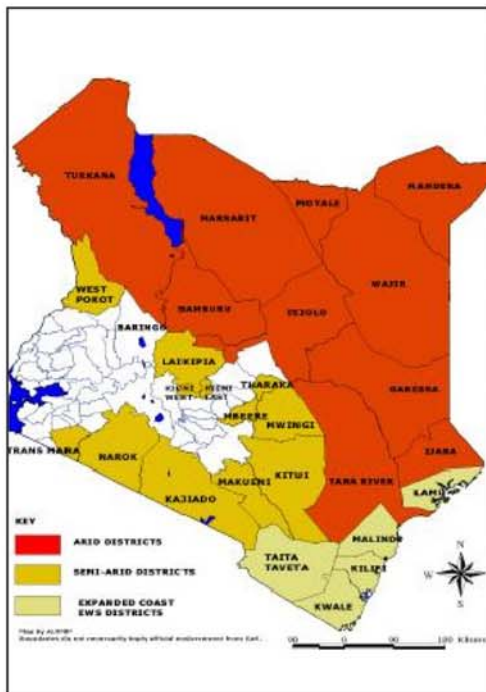 TURKANA
MARSABIT
MOYALE
MANDERA
WAJIR
WEST
POKOT
SAMBURU
ISIOLO
BARINGO
LAIKIPIA
THARAKA
GARISSA
MBEERE
MWINGI
IJARA
TRANS MARA
NAROK
MAKUENI
KITUI
TANA RIVER
LAMU
KAJIADO
MALINDI
TAITA
TAVETA
KILIFI
KWALE
KEY
ARID DISTRICTS
SEMI-ARID DISTRICTS
EXPANDED COAST
EWS DISTRICTS
N
W
E
S